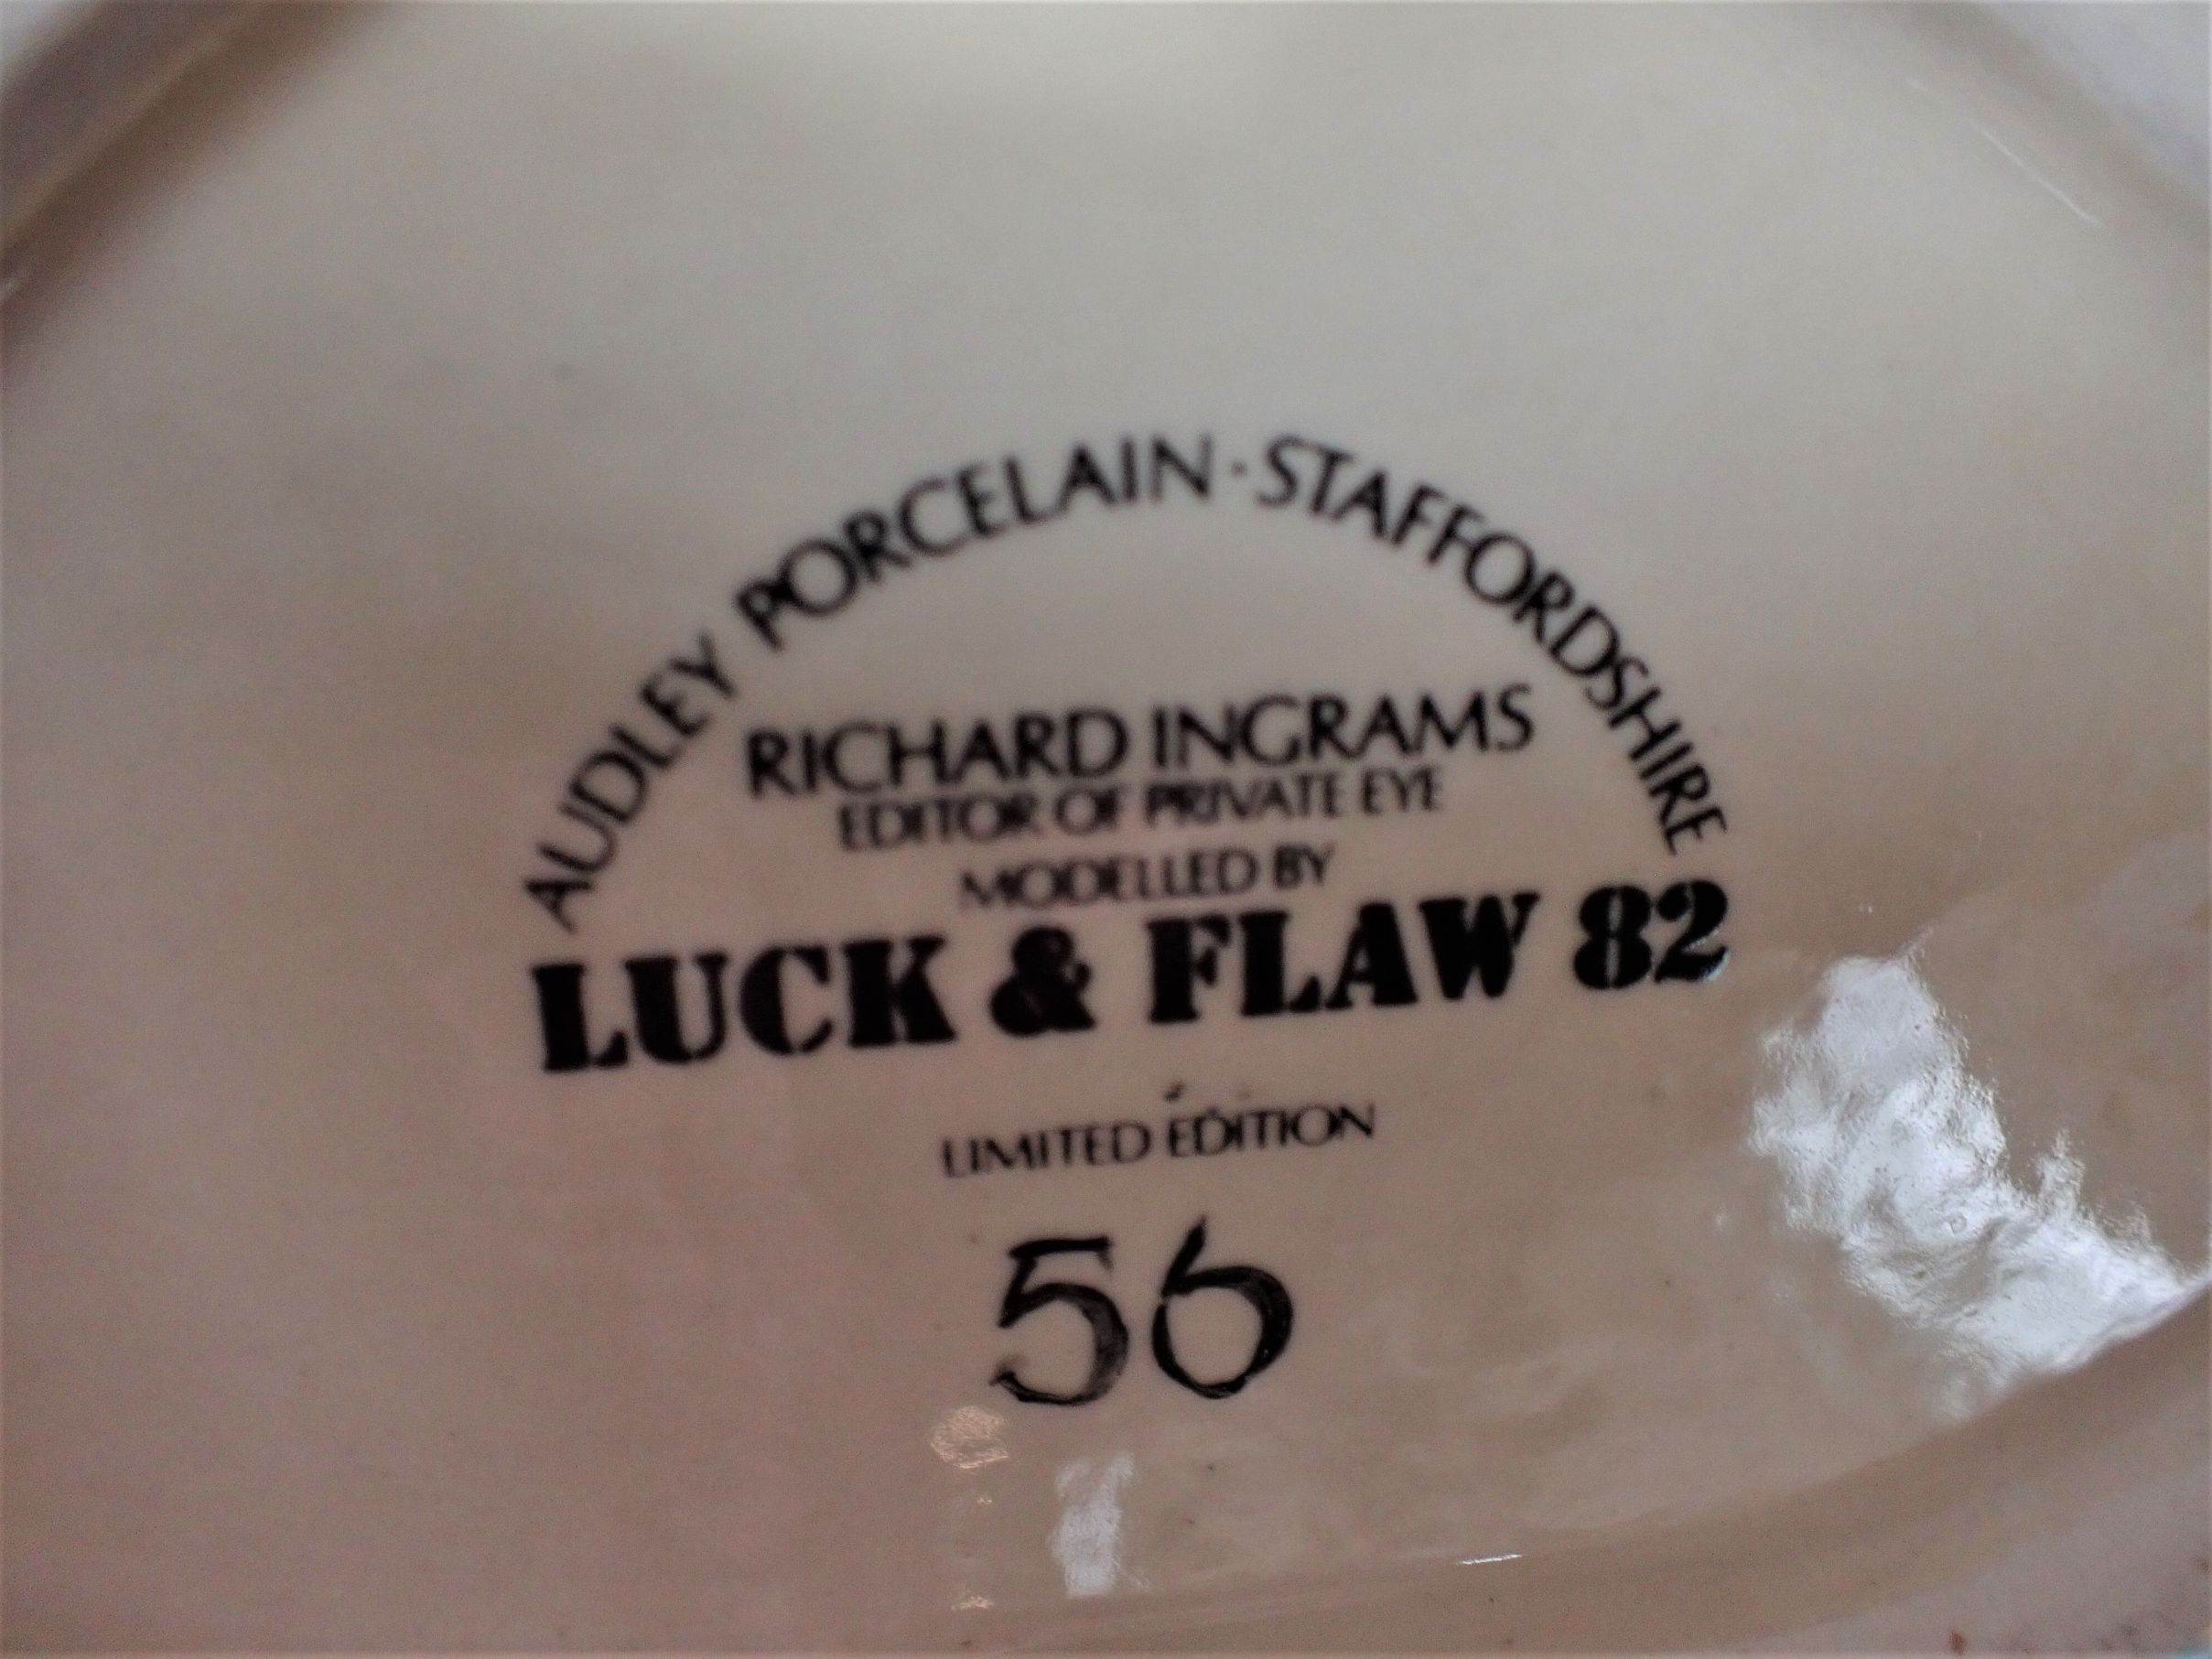 AUDLEY PORCELAIN · STAFFORDSHIRE
RICHARD INGRAMS
EDITOR OF PRIVATE EYE
MODELLED BY
LUCK & FLAW 82
LIMITED EDITION
56